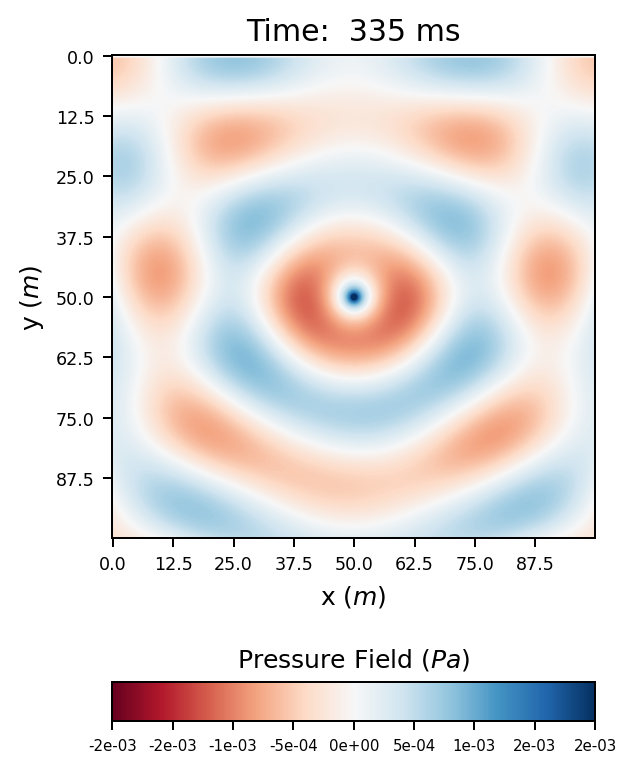 Time:  335 ms
y (m)
0.0
12.5
25.0
37.5
50.0
62.5
75.0
87.5
0.0 12.5 25.0 37.5 50.0 62.5 75.0 87.5
x (m)
Pressure Field (Pa)
-2e-03 -2e-03 -1e-03 -5e-04 0e+00 5e-04 1e-03 2e-03 2e-03